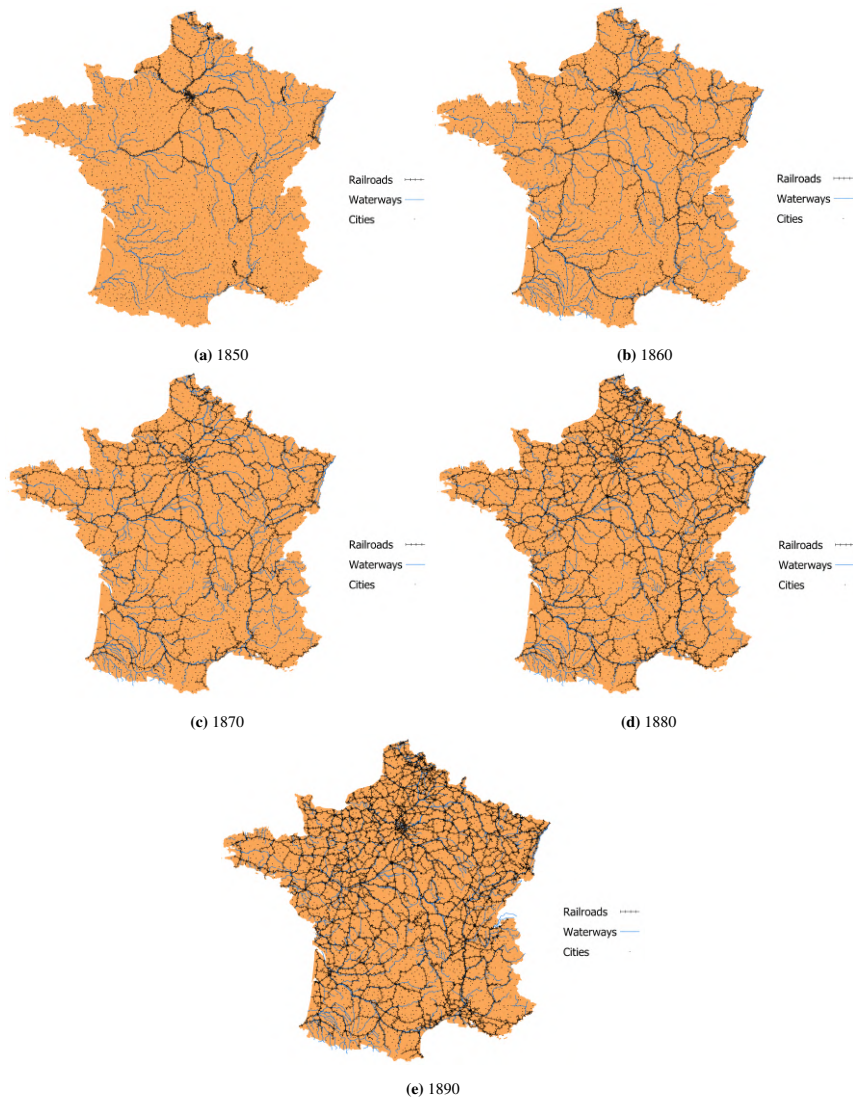 Railroads
Waterways
Cities
Railroads
Waterways
Cities
(a) 1850
(b) 1860
Railroads
Waterways
Cities
Railroads
Waterways
Cities
(c) 1870
(d) 1880
Railroads
Waterways
Cities
(e) 1890